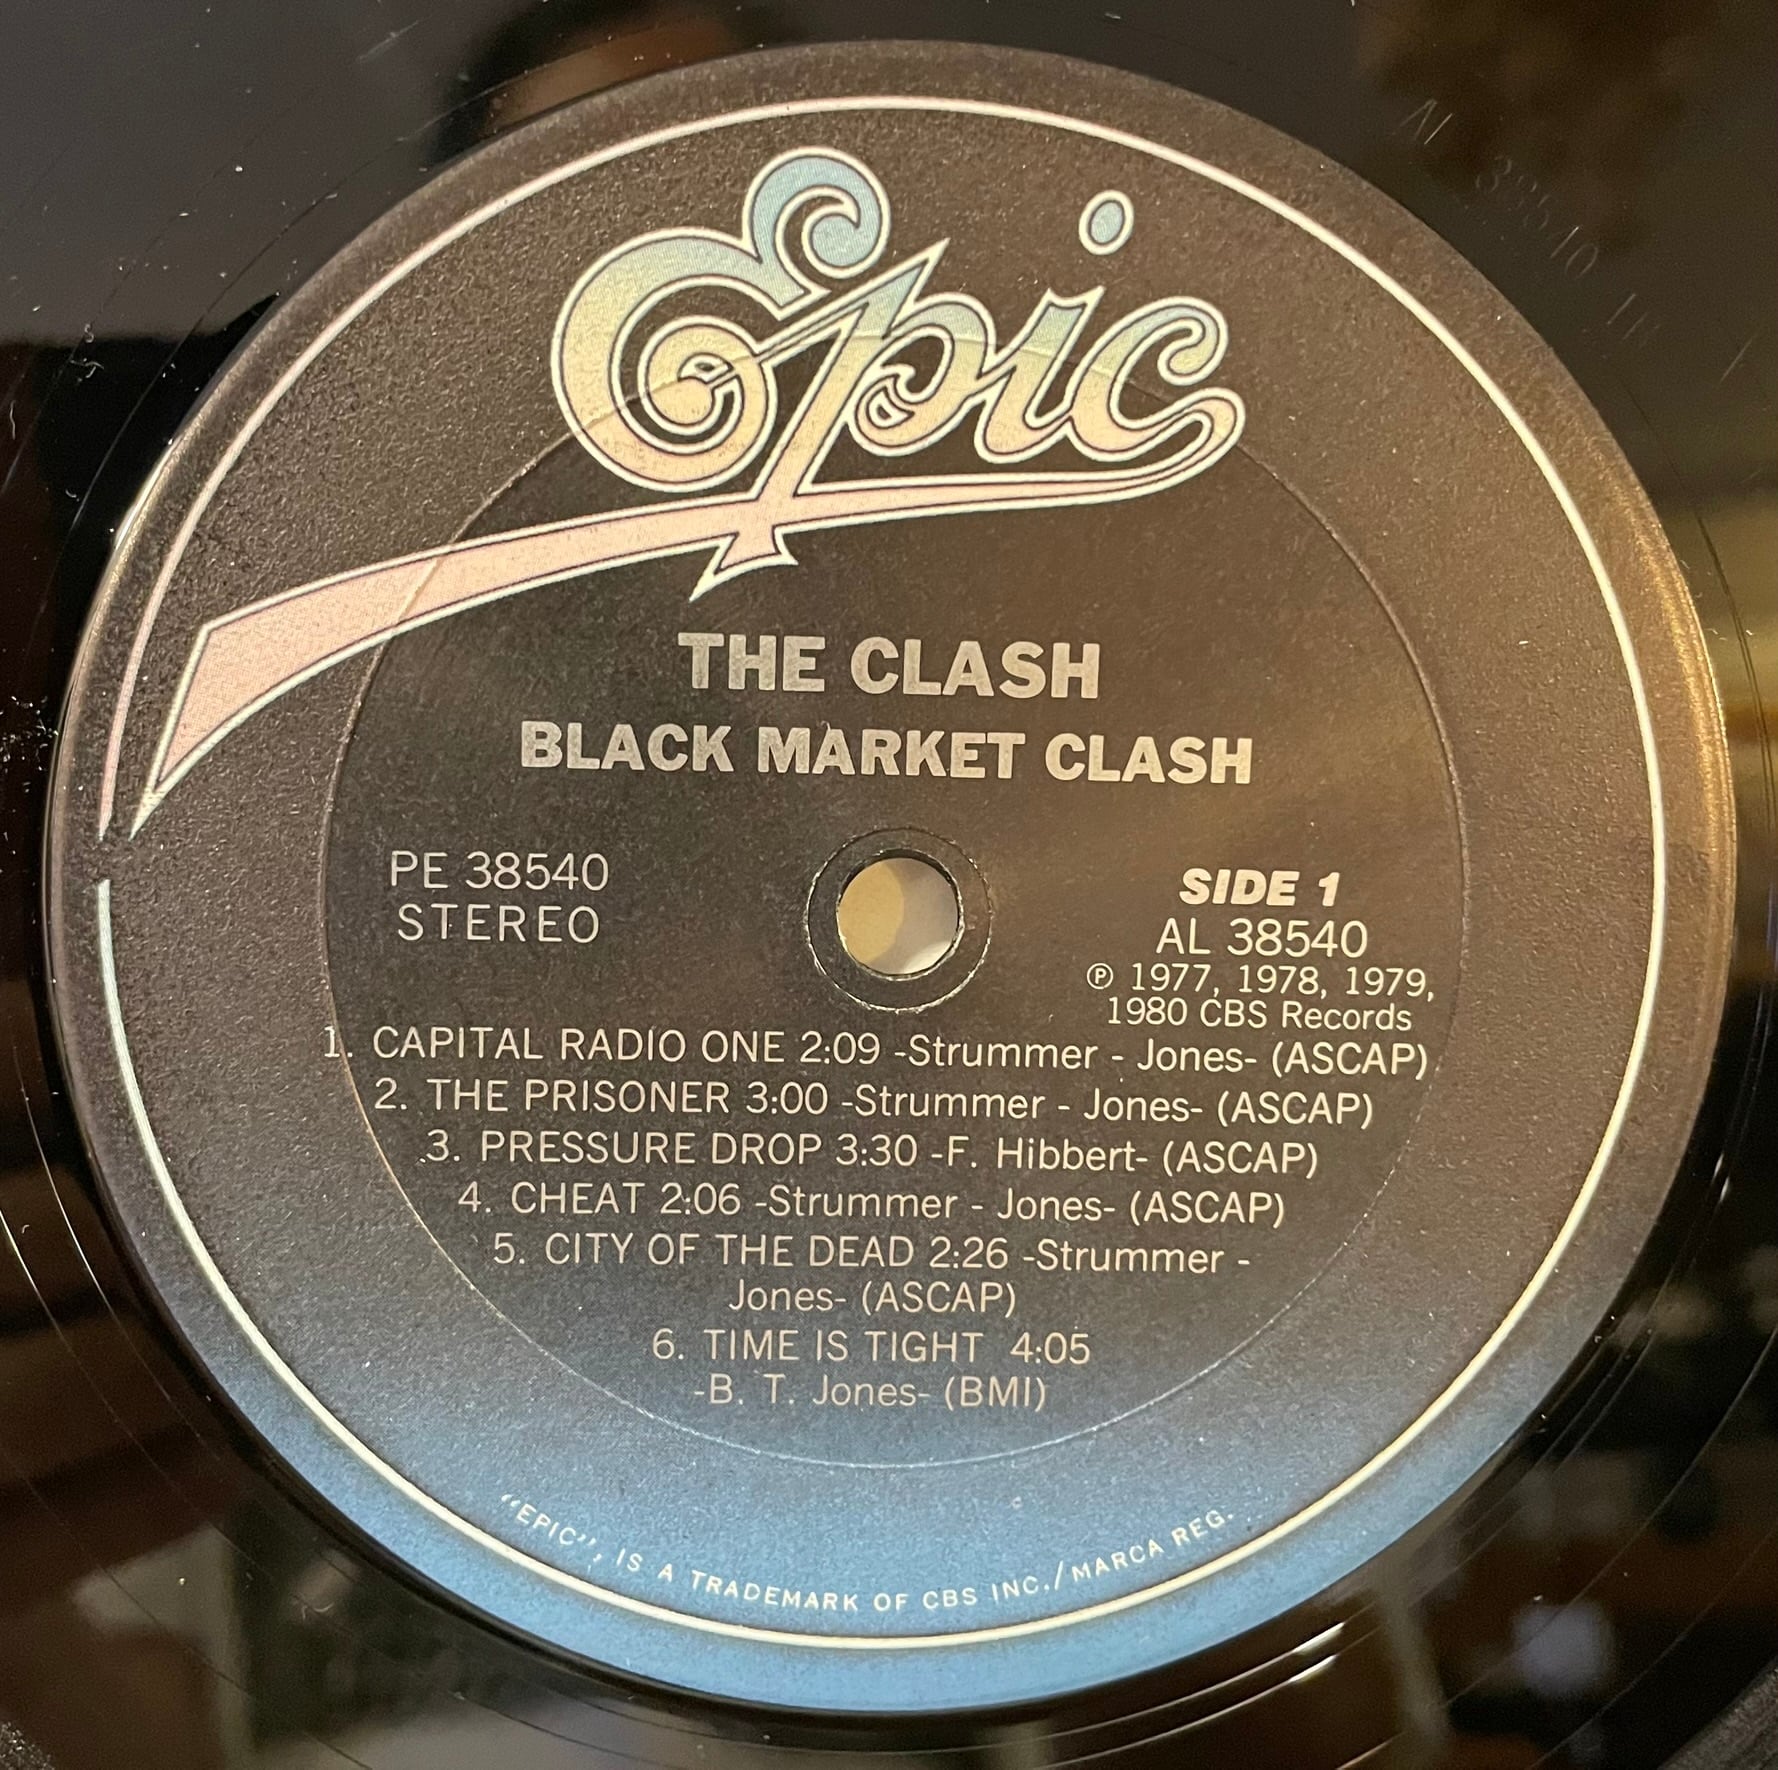 Epic
THE CLASH
BLACK MARKET CLASH
PE 38540
STEREO
SIDE 1
AL 38540
℗ 1977, 1978, 1979,
1980 CBS Records
1. CAPITAL RADIO ONE 2:09 -Strummer - Jones- (ASCAP)
2. THE PRISONER 3:00 -Strummer - Jones- (ASCAP)
3. PRESSURE DROP 3:30 -F. Hibbert- (ASCAP)
4. CHEAT 2:06 -Strummer - Jones- (ASCAP)
5. CITY OF THE DEAD 2:26 -Strummer -
Jones- (ASCAP)
6. TIME IS TIGHT 4:05
-B. T. Jones- (BMI)
"EPIC", IS A TRADEMARK OF CBS INC./MARCA REG.
AL 38540